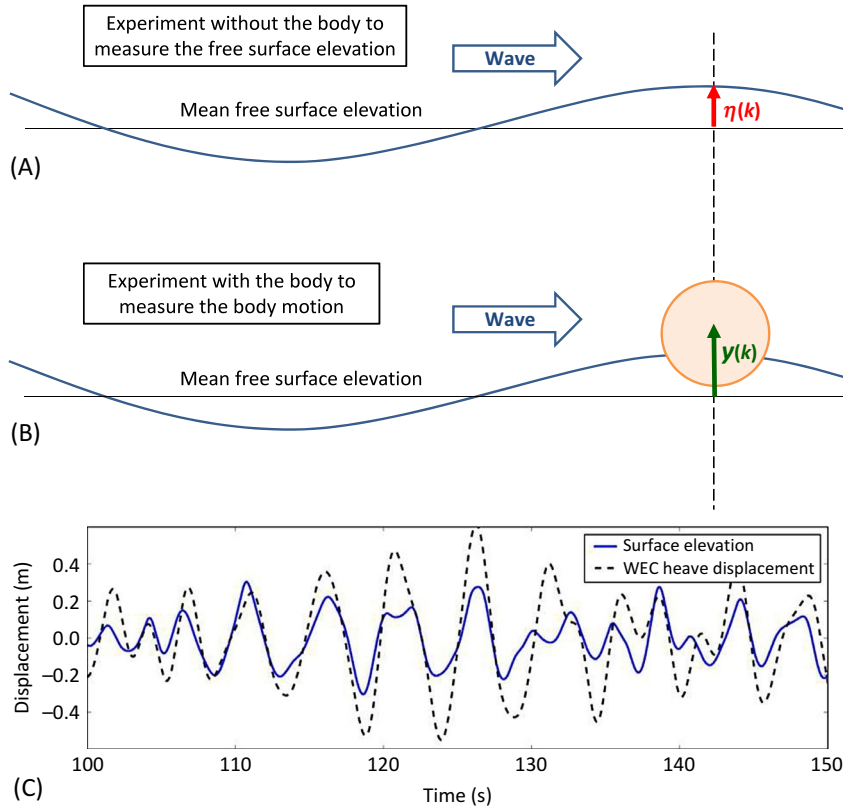 Experiment without the body to
measure the free surface elevation
Wave
Mean free surface elevation
η(k)
(A)
Experiment with the body to
measure the body motion
Wave
y(k)
Mean free surface elevation
(B)
Surface elevation
WEC heave displacement
Displacement (m)
0.4
0.2
0.0
−0.2
−0.4
100
110
120
130
140
150
Time (s)
(C)